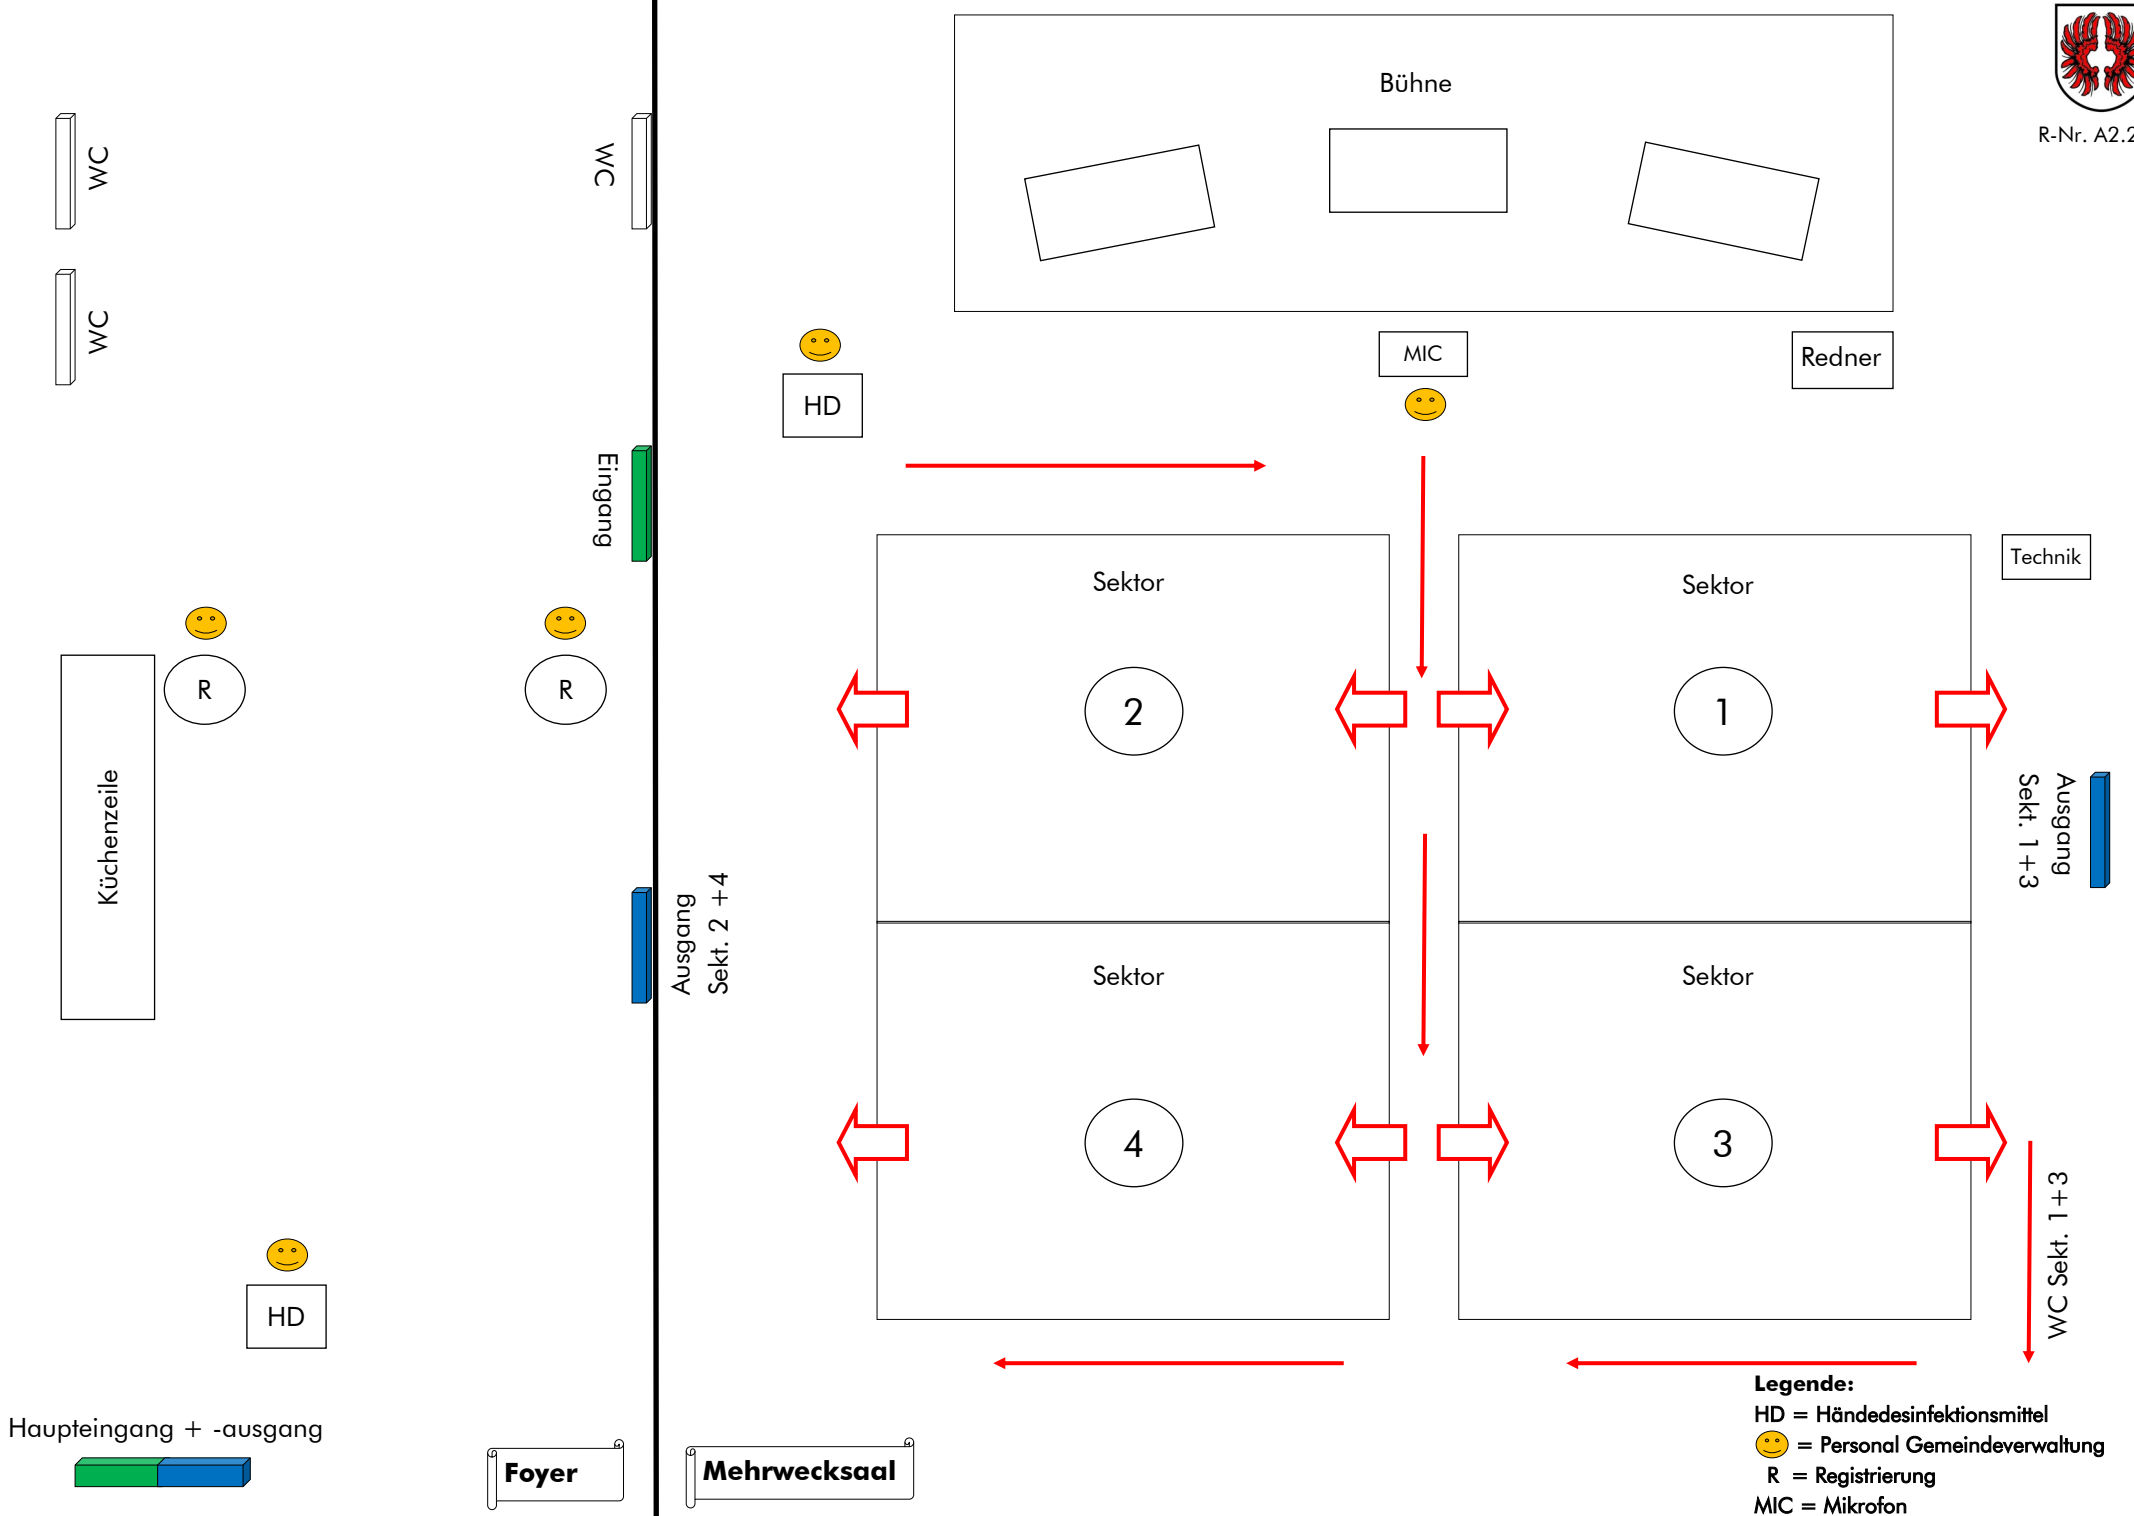 Bühne
R-Nr. A2.2
WC
WC
WC
MIC
Redner
HD
Eingang
Technik
Sektor
Sektor
R
R
2
1
Küchenzeile
Ausgang
Sekt. 1+3
Ausgang
Sekt. 2 +4
Sektor
Sektor
4
3
WC Sekt. 1+3
HD
Haupteingang + -ausgang
Foyer
Mehrwecksaal
Legende:
HD = Händedesinfektionsmittel
= Personal Gemeindeverwaltung
R = Registrierung
MIC = Mikrofon